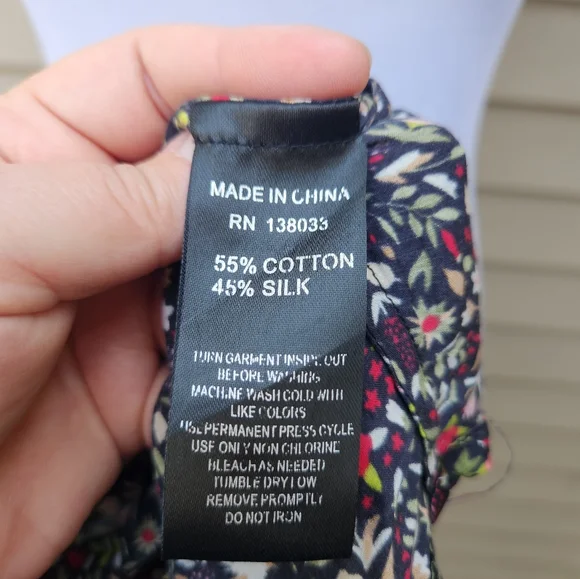 MADE IN CHINA
RN 138033
55% COTTON
45% SILK
TURN GARMENT INSIDE OUT
BEFORE WASHING
MACHINE WASH COLD WITH
LIKE COLORS
USE PERMANENT PRESS CYCLE
USE ONLY NON CHLORINE
BLEACH AS NEEDED
TUMBLE DRY LOW
REMOVE PROMPTLY
DO NOT IRON